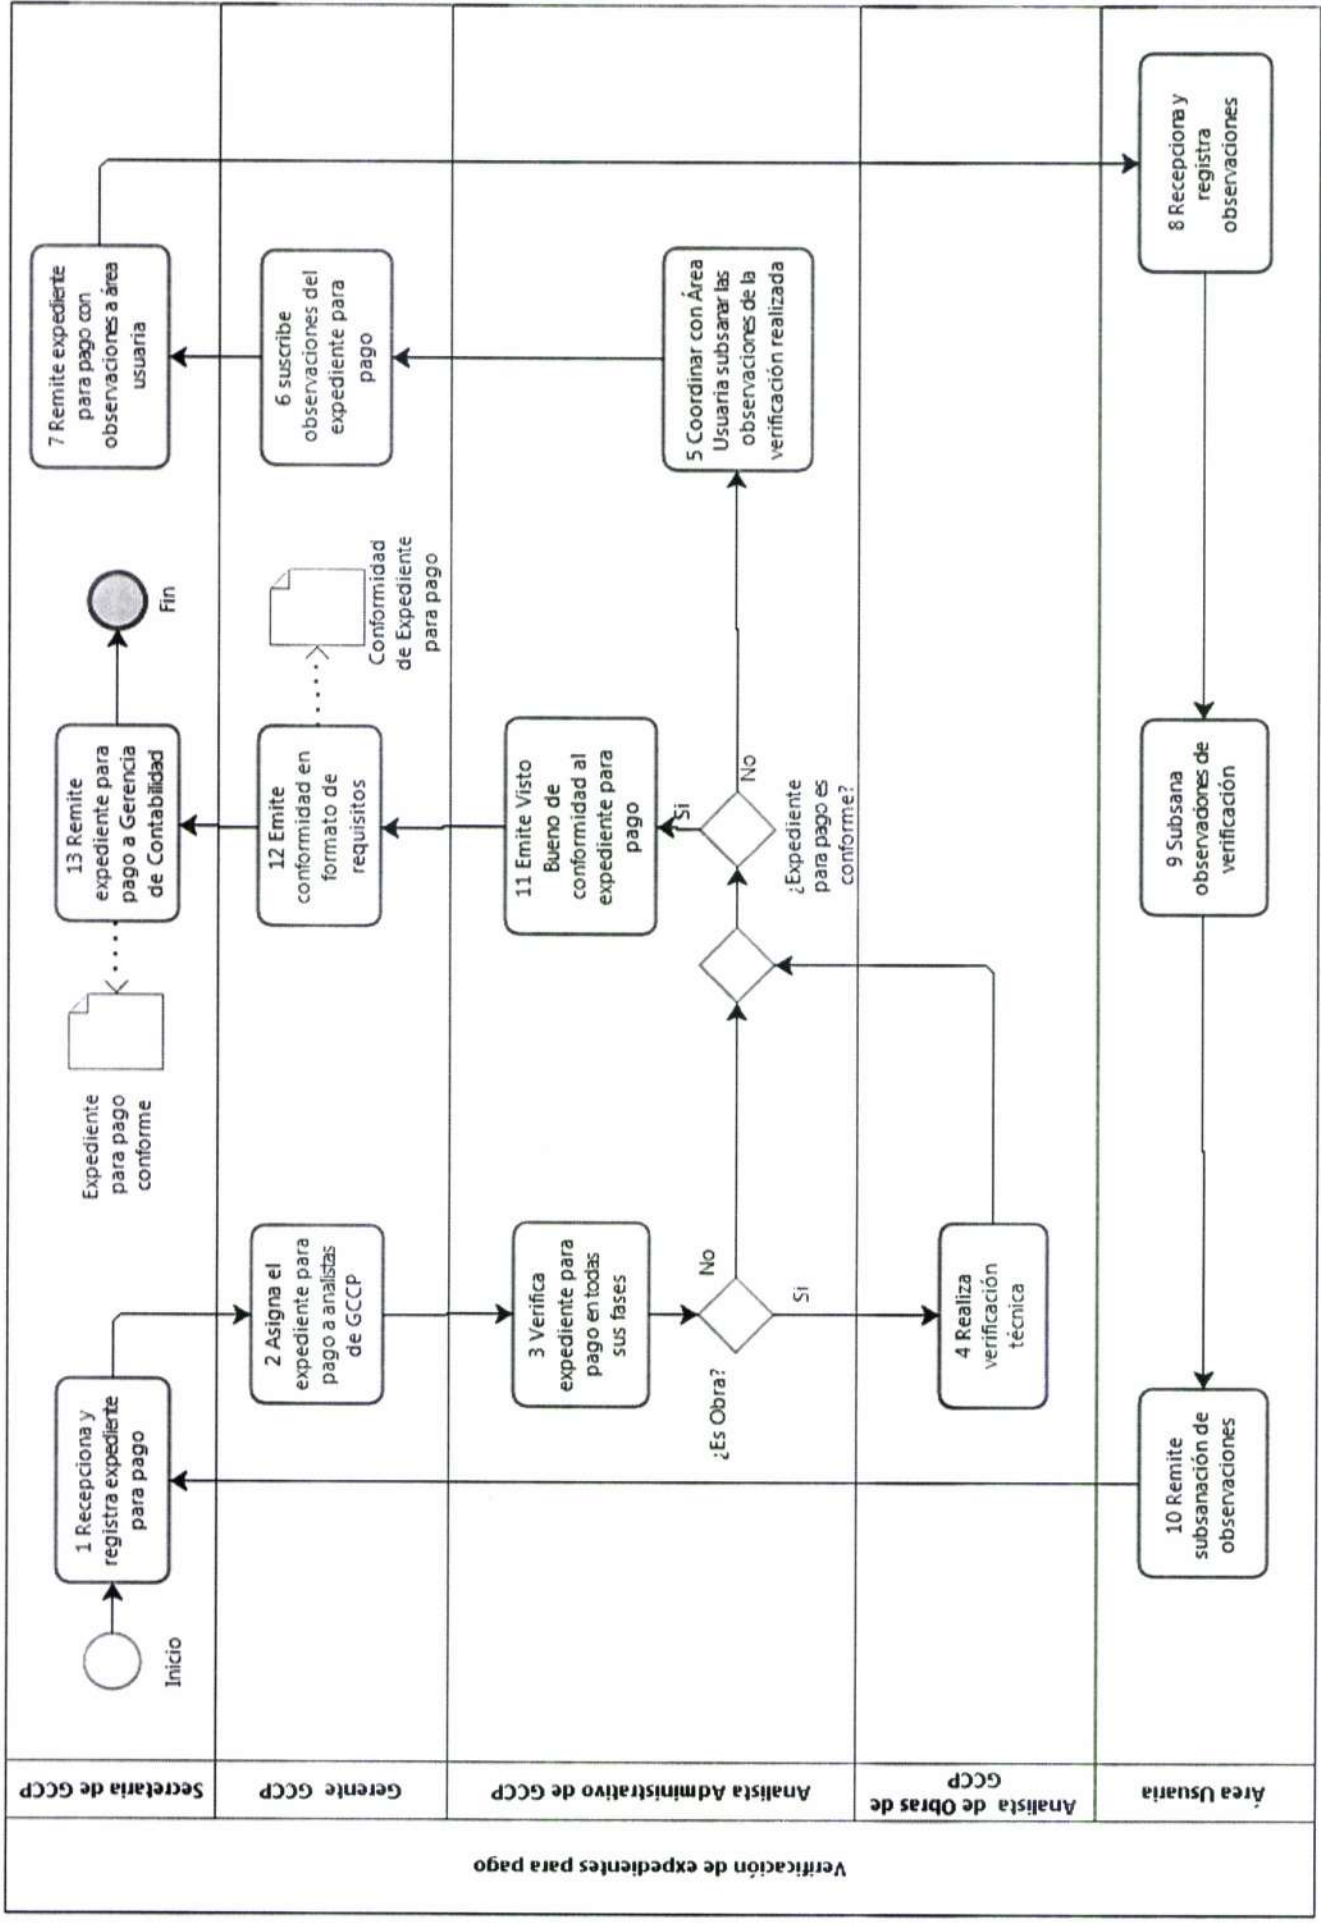 Verificación de expedientes para pago
Secretaria de GCCP
Gerente GCCP
Analista Administrativo de GCCP
Analista de Obras de
GCCP
Área Usuaria
Inicio
1 Recepciona y
registra expediente
para pago
2 Asigna el
expediente para
pago a analistas
de GCCP
3 Verifica
expediente para
pago en todas
sus fases
¿Es Obra?
No
Si
4 Realiza
verificación
técnica
¿Expediente
para pago es
conforme?
Si
No
5 Coordinar con Área
Usuaria subsanar las
observaciones de la
verificación realizada
6 suscribe
observaciones del
expediente para
pago
7 Remite expediente
para pago con
observaciones a área
usuaria
8 Recepciona y
registra
observaciones
9 Subsana
observaciones de
verificación
10 Remite
subsanación de
observaciones
11 Emite Visto
Bueno de
conformidad al
expediente para
pago
12 Emite
conformidad en
formato de
requisitos
Conformidad
de Expediente
para pago
13 Remite
expediente para
pago a Gerencia
de Contabilidad
Expediente
para pago
conforme
Fin